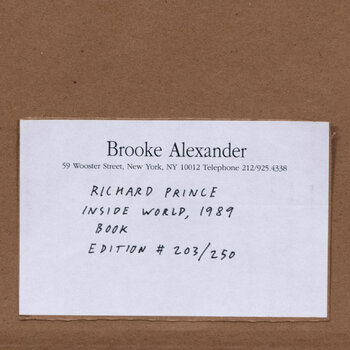 Brooke Alexander
59 Wooster Street, New York, NY 10012 Telephone 212/925.4338
RICHARD PRINCE
INSIDE WORLD, 1989
BOOK
EDITION # 203/250